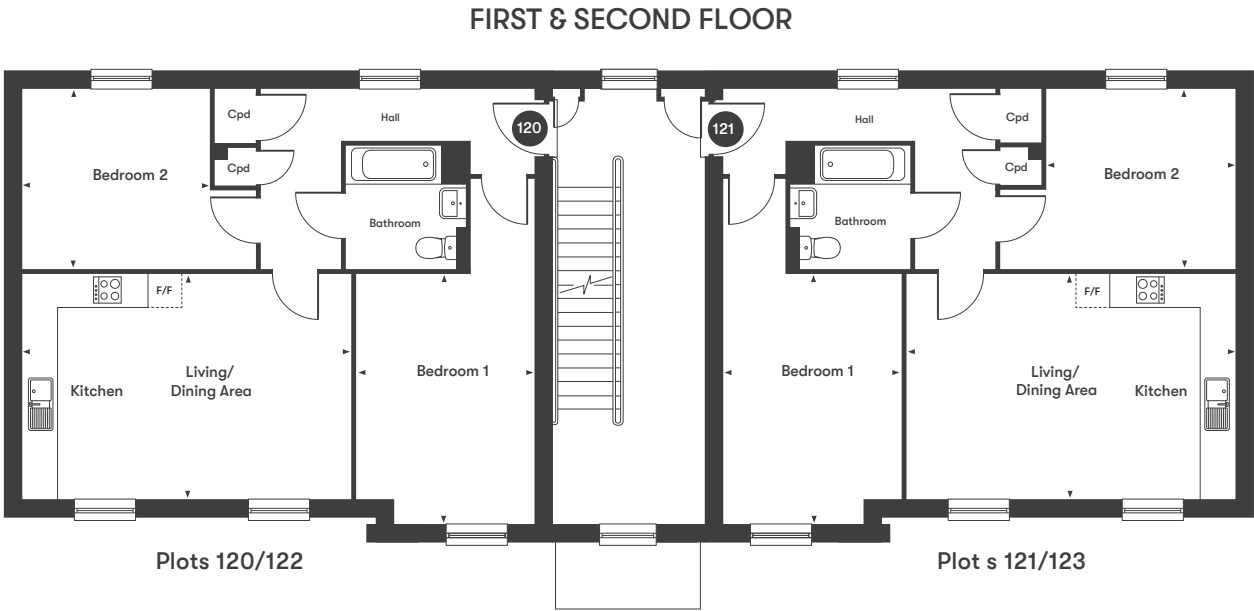 FIRST & SECOND FLOOR
Cpd
Hall
120
121
Hall
Cpd
Cpd
Cpd
Bedroom 2
Bedroom 2
Bathroom
Bathroom
F/F
F/F
Living/
Dining Area
Kitchen
Bedroom 1
Bedroom 1
Living/
Dining Area
Kitchen
Plots 120/122
Plot s 121/123